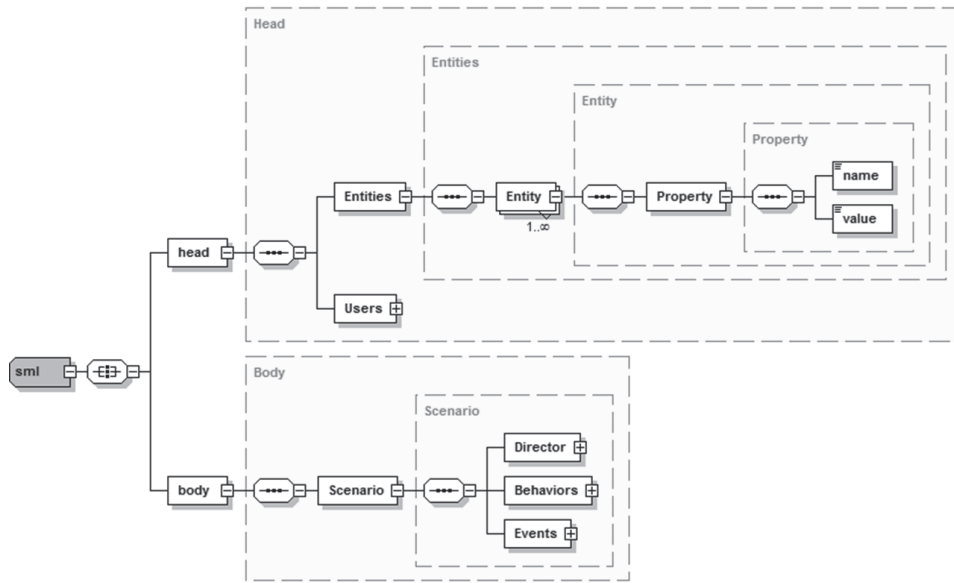 Head
Entities
Entity
Property
name
Entities
Entity
Property
value
1..∞
head
Users
sml
Body
Scenario
Director
body
Scenario
Behaviors
Events